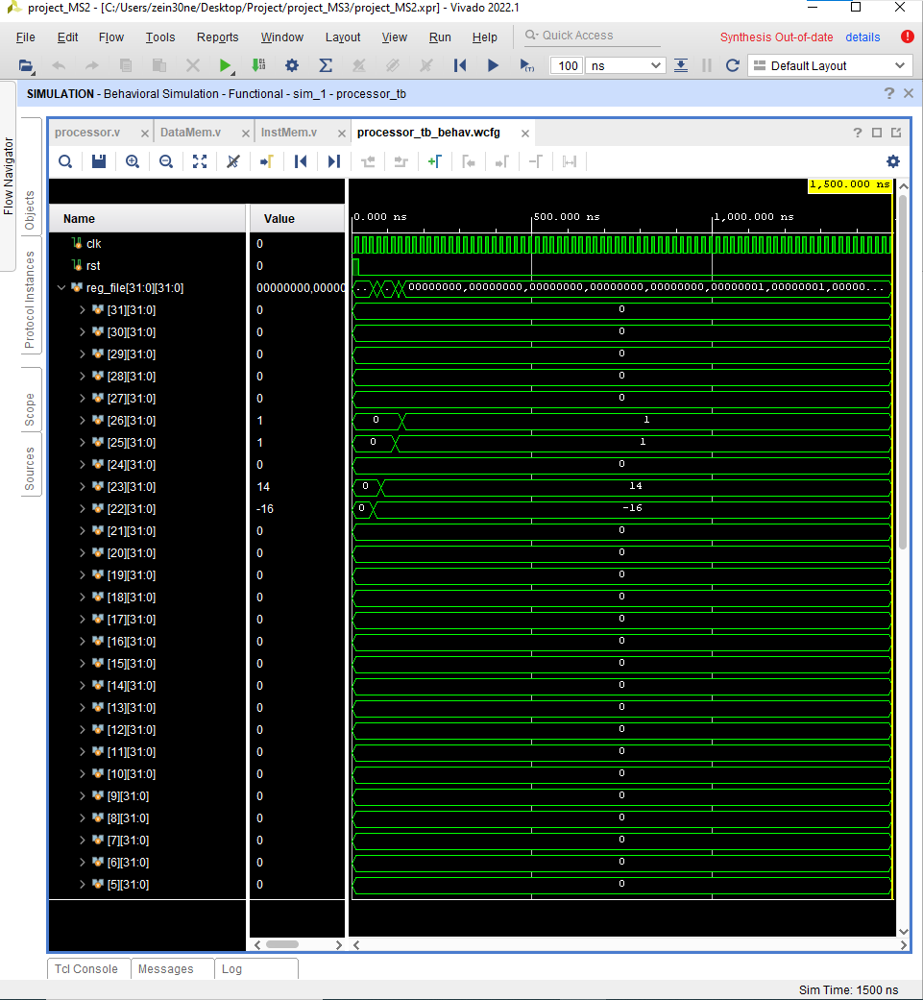 project_MS2 - [C:/Users/zein30ne/Desktop/Project/project_MS3/project_MS2.xpr] - Vivado 2022.1
File Edit Flow Tools Reports Window Layout View Run Help Quick Access Synthesis Out-of-date details
100 ns Default Layout
SIMULATION - Behavioral Simulation - Functional - sim_1 - processor_tb
Flow Navigator
Objects
Protocol Instances
Scope
Sources
processor.v DataMem.v InstMem.v processor_tb_behav.wcfg
1,500.000 ns
Name Value 0.000 ns 500.000 ns 1,000.000 ns
clk 0
rst 0
reg_file[31:0][31:0] 00000000,00000 00000000,00000000,00000000,00000000,00000000,00000001,00000001,00000...
[31][31:0] 0 0
[30][31:0] 0 0
[29][31:0] 0 0
[28][31:0] 0 0
[27][31:0] 0 0
[26][31:0] 1 0 1
[25][31:0] 1 0 1
[24][31:0] 0 0
[23][31:0] 14 0 14
[22][31:0] -16 0 -16
[21][31:0] 0 0
[20][31:0] 0 0
[19][31:0] 0 0
[18][31:0] 0 0
[17][31:0] 0 0
[16][31:0] 0 0
[15][31:0] 0 0
[14][31:0] 0 0
[13][31:0] 0 0
[12][31:0] 0 0
[11][31:0] 0 0
[10][31:0] 0 0
[9][31:0] 0 0
[8][31:0] 0 0
[7][31:0] 0 0
[6][31:0] 0 0
[5][31:0] 0 0
Tcl Console Messages Log
Sim Time: 1500 ns